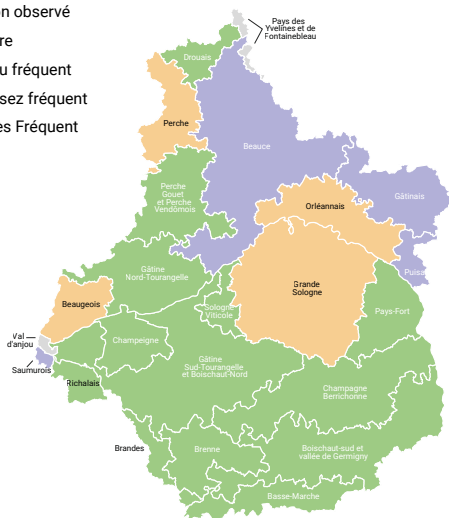 on observé
re
u fréquent
sez fréquent
es Fréquent
Pays des
Yvelines et de
Fontainebleau
Drouais
Perche
Beauce
Perche
Gouet
et Perche
Vendômois
Orléannais
Gâtinais
Puisa
Gâtine
Nord-Tourangelle
Grande
Sologne
Beaugeois
Sologne
Viticole
Pays-Fort
Val
d'anjou
Champeigne
Saumurois
Gâtine
Sud-Tourangelle
et Boischaut-Nord
Richalais
Champagne
Berrichonne
Brandes
Brenne
Boischaut-sud et
vallée de Germigny
Basse-Marche